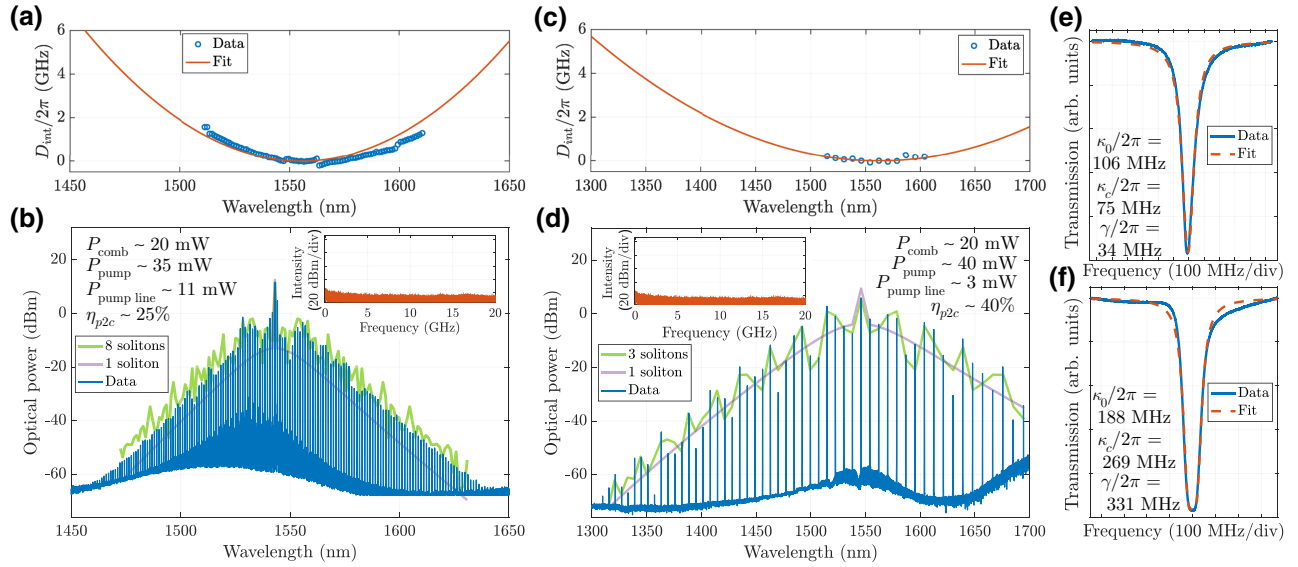 (a)
D_int/2π (GHz)
6
4
2
0
Data
Fit
1450 1500 1550 1600 1650
Wavelength (nm)
(b)
Optical power (dBm)
20
0
−20
−40
−60
P_comb ~ 20 mW
P_pump ~ 35 mW
P_pump line ~ 11 mW
η_p2c ~ 25%
8 solitons
1 soliton
Data
Intensity
(20 dBm/div)
0 5 10 15 20
Frequency (GHz)
1450 1500 1550 1600 1650
Wavelength (nm)
(c)
D_int/2π (GHz)
6
4
2
0
Data
Fit
1300 1400 1500 1600 1700
Wavelength (nm)
(d)
Optical power (dBm)
20
0
−20
−40
−60
Intensity
(20 dBm/div)
0 5 10 15 20
Frequency (GHz)
P_comb ~ 20 mW
P_pump ~ 40 mW
P_pump line ~ 3 mW
η_p2c ~ 40%
3 solitons
1 soliton
Data
1300 1400 1500 1600 1700
Wavelength (nm)
(e)
Transmission (arb. units)
κ_0/2π =
106 MHz
κ_c/2π =
75 MHz
γ/2π =
34 MHz
Data
Fit
Frequency (100 MHz/div)
(f)
Transmission (arb. units)
κ_0/2π =
188 MHz
κ_c/2π =
269 MHz
γ/2π =
331 MHz
Data
Fit
Frequency (100 MHz/div)